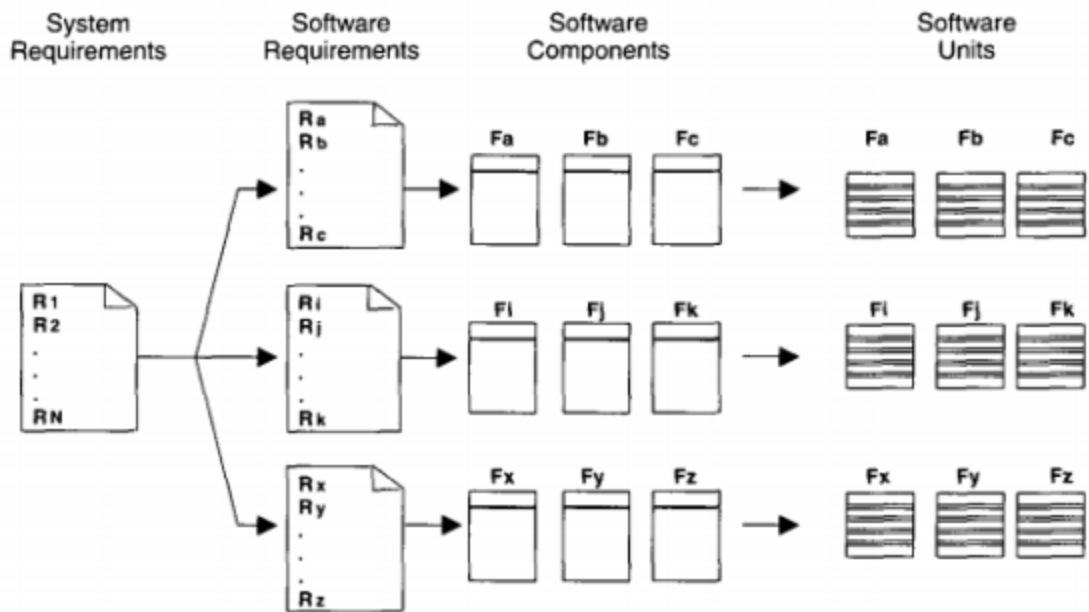 System
Requirements
Software
Requirements
Software
Components
Software
Units
Ra
Rb
.
.
.
Rc
Fa Fb Fc
Fa Fb Fc
R1
R2
.
.
.
RN
Ri
Rj
.
.
.
Rk
Fi Fj Fk
Fi Fj Fk
Rx
Ry
.
.
.
Rz
Fx Fy Fz
Fx Fy Fz